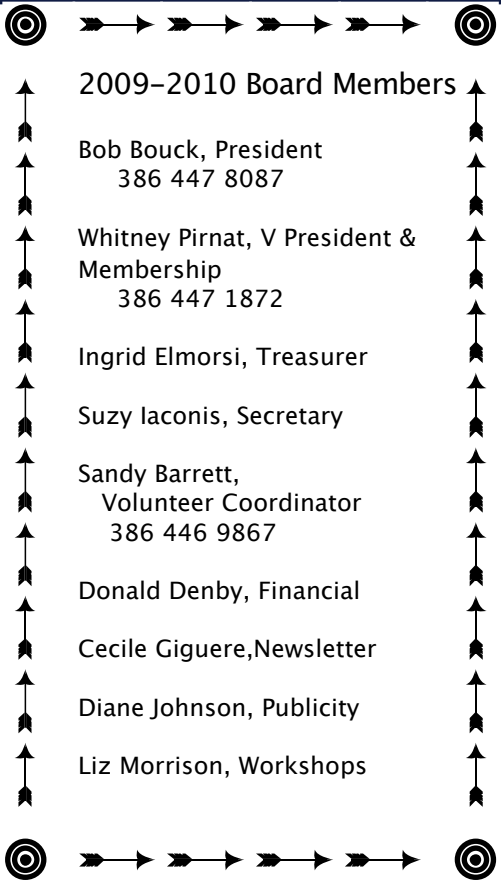 2009–2010 Board Members
Bob Bouck, President
386 447 8087
Whitney Pirnat, V President &
Membership
386 447 1872
Ingrid Elmorsi, Treasurer
Suzy Iaconis, Secretary
Sandy Barrett,
Volunteer Coordinator
386 446 9867
Donald Denby, Financial
Cecile Giguere,Newsletter
Diane Johnson, Publicity
Liz Morrison, Workshops